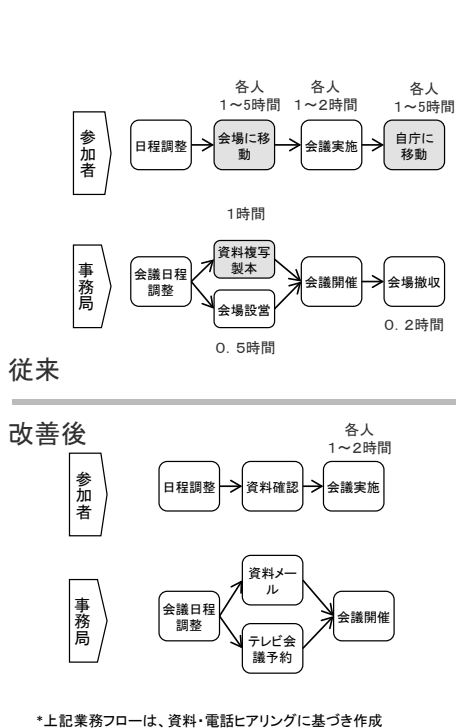 各人
1～5時間
各人
1～2時間
各人
1～5時間
参加者
日程調整
会場に移
動
会議実施
自庁に
移動
1時間
事務局
会議日程
調整
資料複写
製本
会場設営
会議開催
会場撤収
0．5時間
0．2時間
従来
改善後
各人
1～2時間
参加者
日程調整
資料確認
会議実施
事務局
会議日程
調整
資料メー
ル
テレビ会
議予約
会議開催
*上記業務フローは、資料・電話ヒアリングに基づき作成